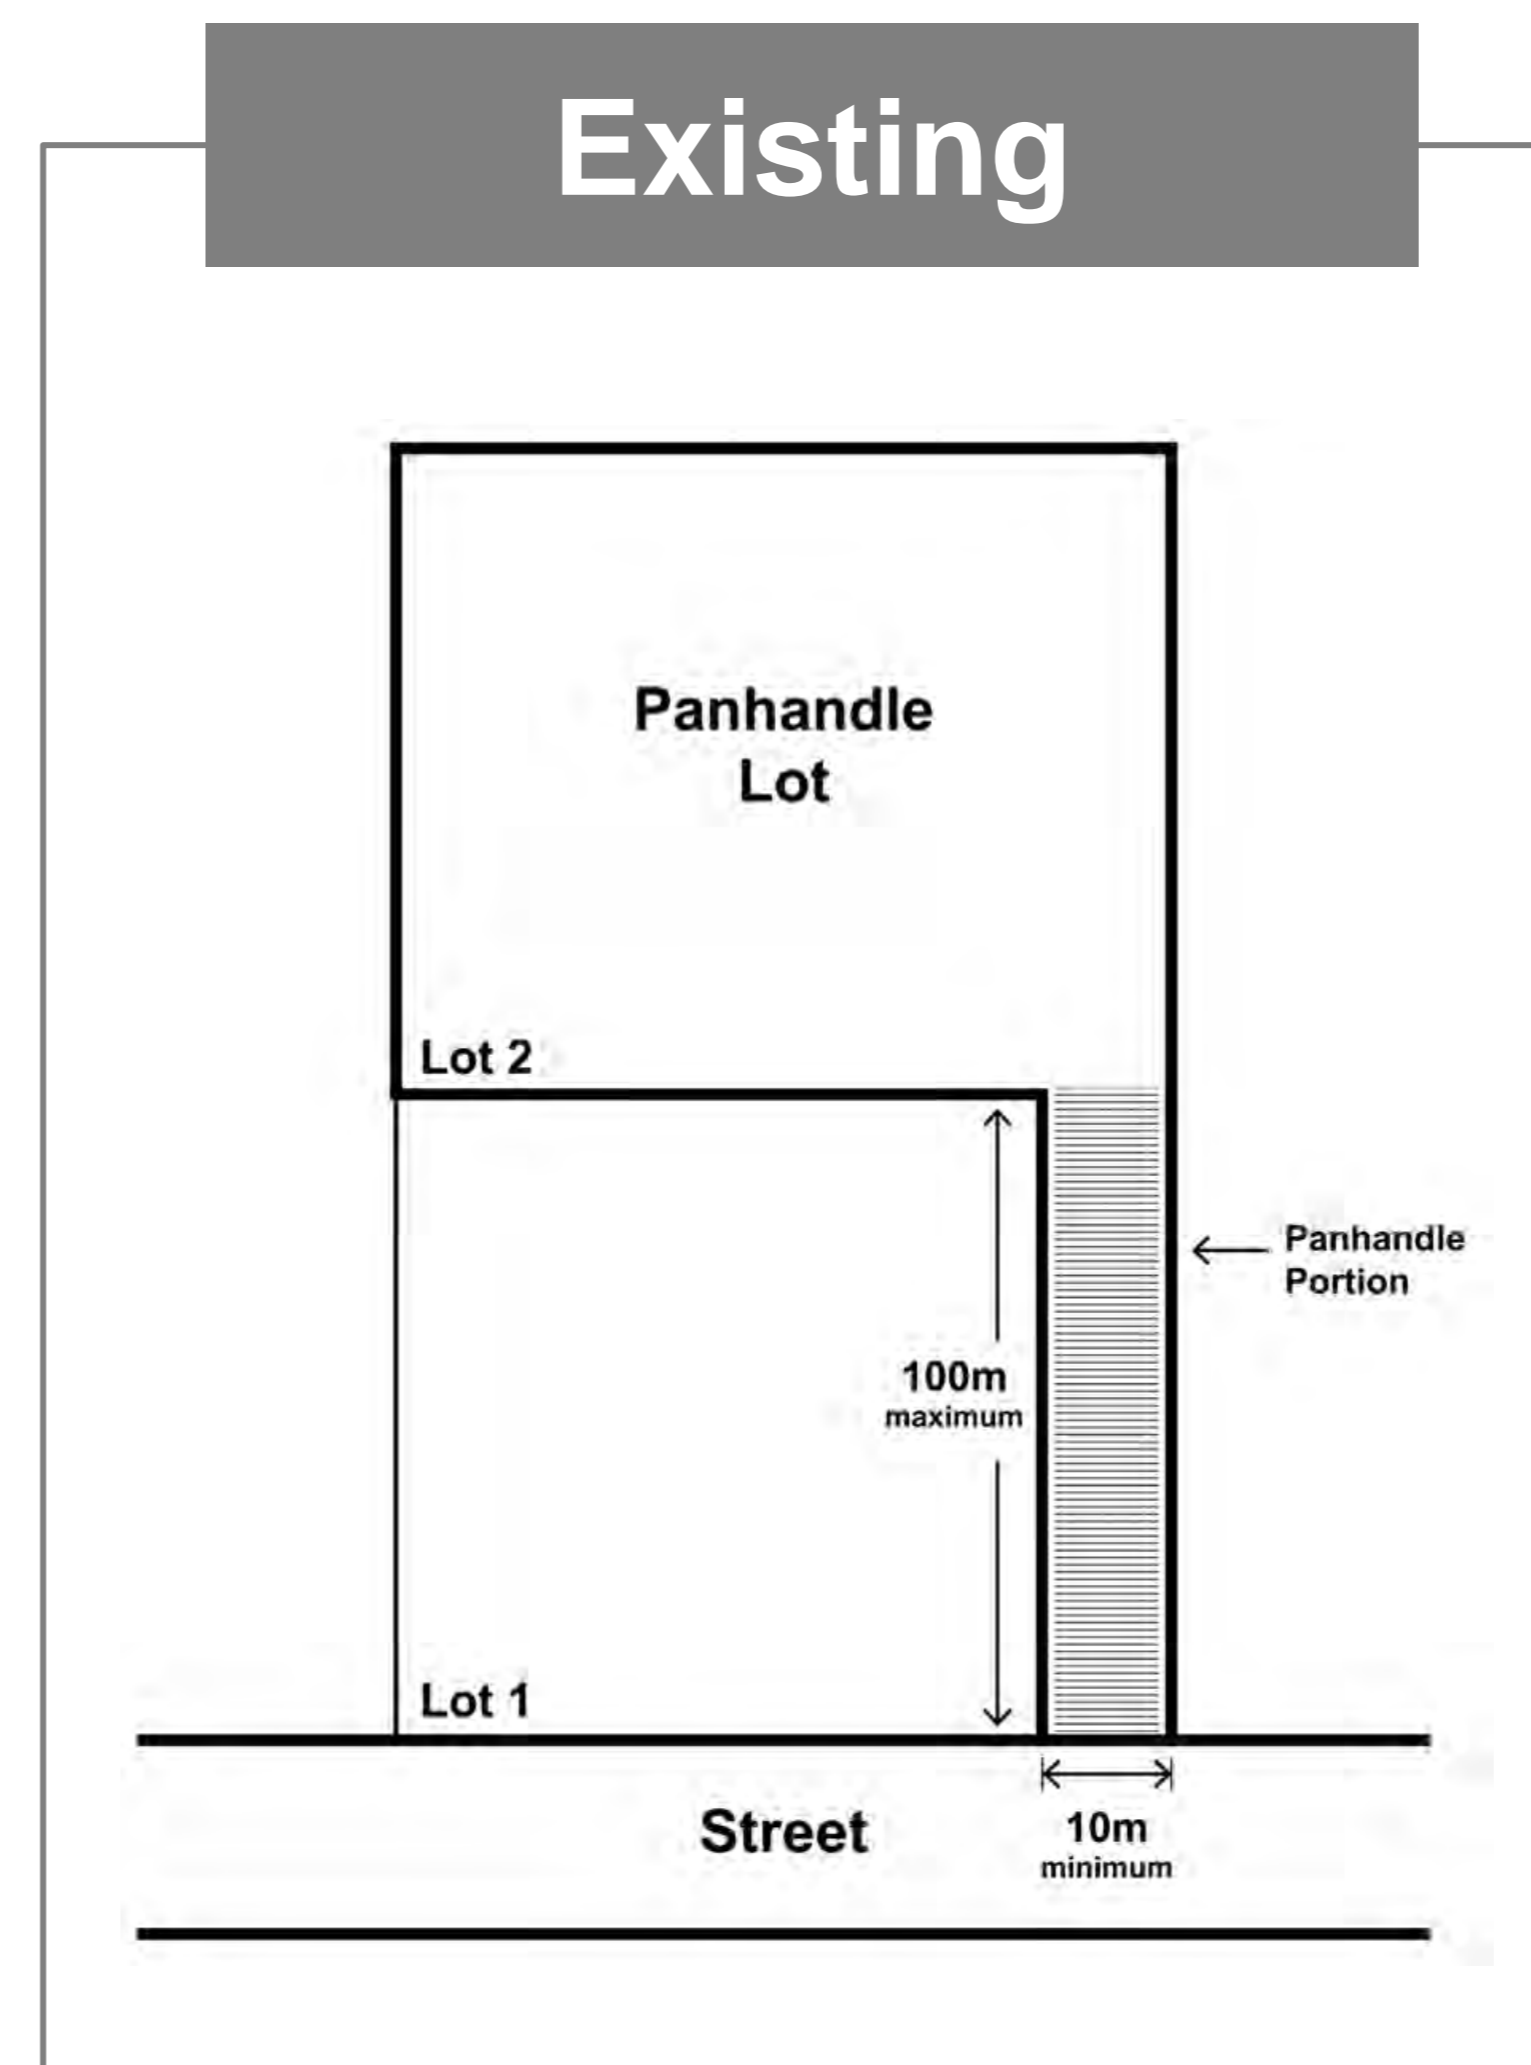 Existing
Panhandle
Lot
Lot 2
Panhandle
Portion
100m
maximum
Lot 1
Street
10m
minimum